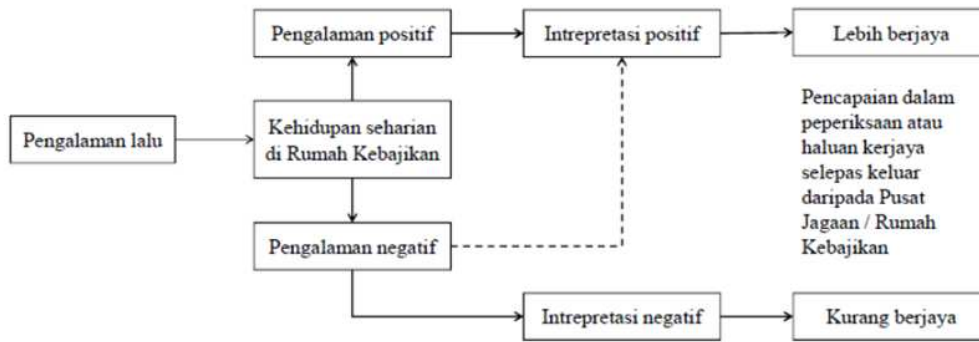 Pengalaman positif
Intrepretasi positif
Lebih berjaya
Pengalaman lalu
Kehidupan seharian
di Rumah Kebajikan
Pencapaian dalam
peperiksaan atau
haluan kerjaya
selepas keluar
daripada Pusat
Jagaan / Rumah
Kebajikan
Pengalaman negatif
Intrepretasi negatif
Kurang berjaya